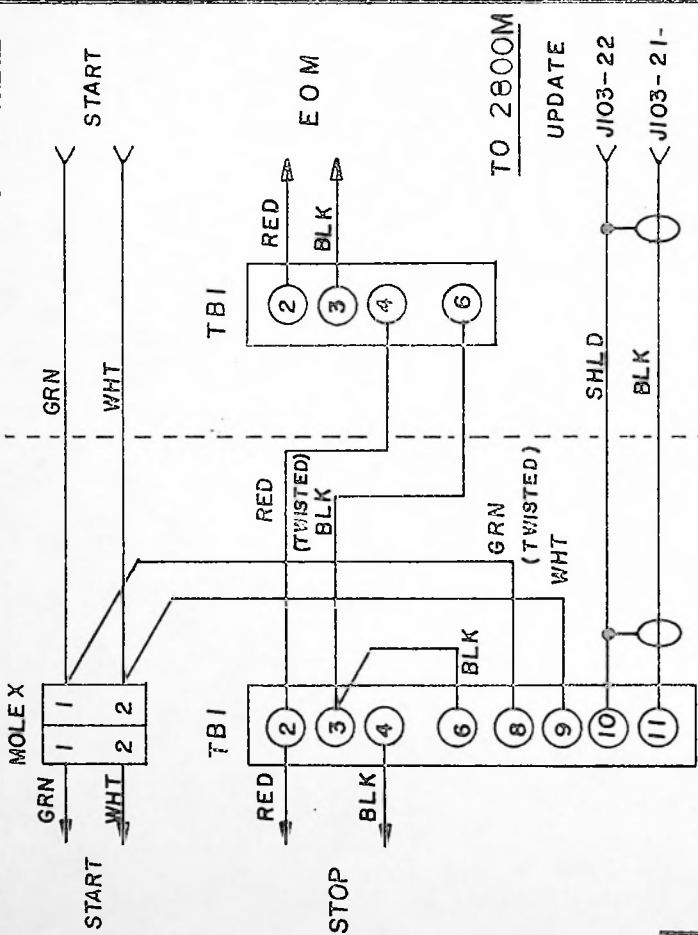 MOLEX
START
GRN
WHT
1
1
2
2
GRN
WHT
START
TB1
STOP
RED
BLK
2
3
4
6
8
9
10
11
BLK
RED
(TWISTED)
BLK
GRN
(TWISTED)
WHT
TB1
2
3
4
6
RED
BLK
EOM
TO 2800M
UPDATE
SHLD
J103-22
BLK
J103-21-